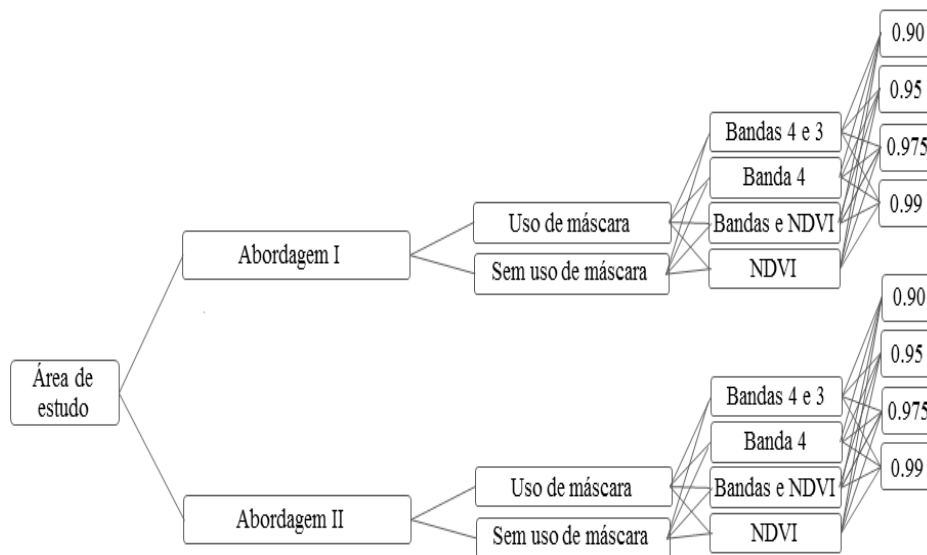 Área de
estudo
Abordagem I
Uso de máscara
Sem uso de máscara
Bandas 4 e 3
Banda 4
Bandas e NDVI
NDVI
0.90
0.95
0.975
0.99
Abordagem II
Uso de máscara
Sem uso de máscara
Bandas 4 e 3
Banda 4
Bandas e NDVI
NDVI
0.90
0.95
0.975
0.99